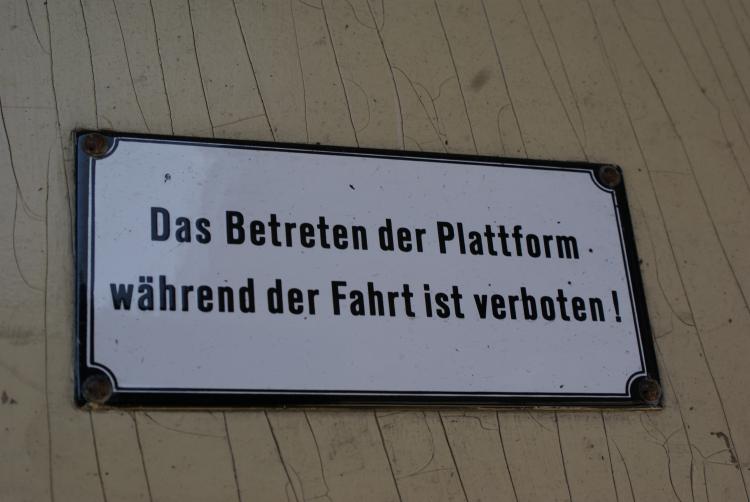 Das Betreten der Plattform
während der Fahrt ist verboten!